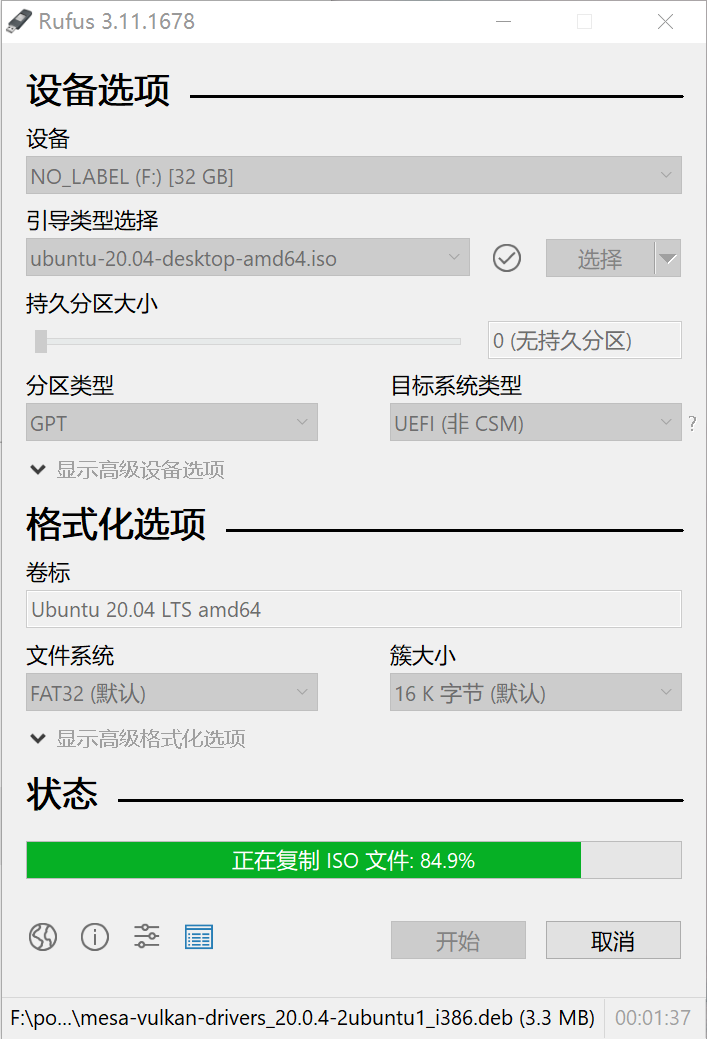 Rufus 3.11.1678
设备选项
设备
NO_LABEL (F:) [32 GB]
引导类型选择
ubuntu-20.04-desktop-amd64.iso
选择
持久分区大小
0 (无持久分区)
分区类型
目标系统类型
GPT
UEFI (非 CSM)
?
显示高级设备选项
格式化选项
卷标
Ubuntu 20.04 LTS amd64
文件系统
簇大小
FAT32 (默认)
16 K 字节 (默认)
显示高级格式化选项
状态
正在复制 ISO 文件: 84.9%
开始
取消
F:\po...\mesa-vulkan-drivers_20.0.4-2ubuntu1_i386.deb (3.3 MB)
00:01:37